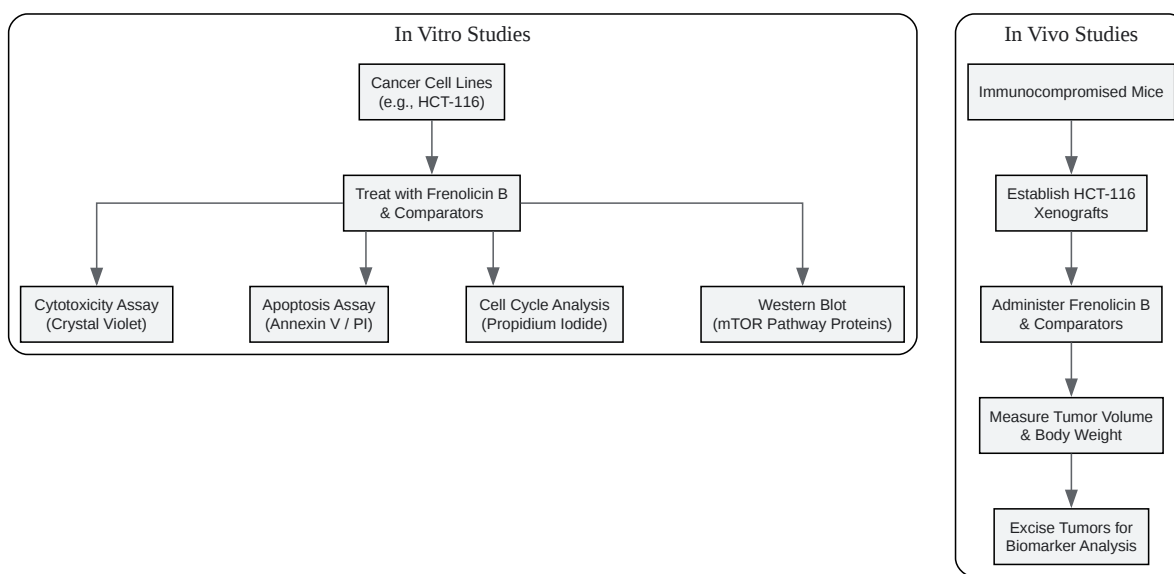 In Vitro Studies
Cancer Cell Lines
(e.g., HCT-116)
Treat with Frenolicin B
& Comparators
Cytotoxicity Assay
(Crystal Violet)
Apoptosis Assay
(Annexin V / PI)
Cell Cycle Analysis
(Propidium Iodide)
Western Blot
(mTOR Pathway Proteins)
In Vivo Studies
Immunocompromised Mice
Establish HCT-116
Xenografts
Administer Frenolicin B
& Comparators
Measure Tumor Volume
& Body Weight
Excise Tumors for
Biomarker Analysis